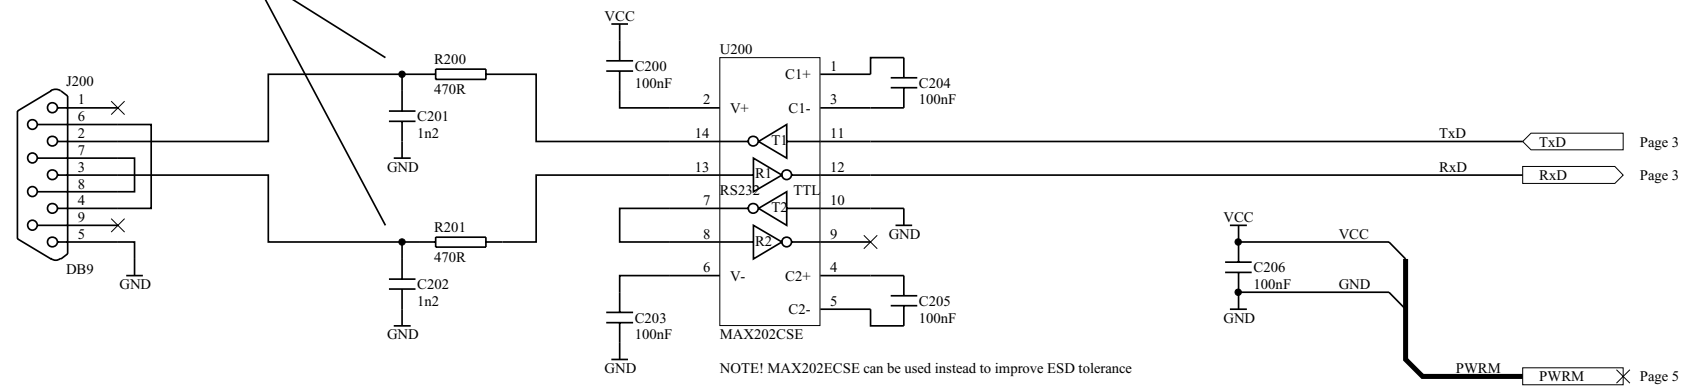 VCC
U200
C200
100nF
R200
470R
C1+
1
C204
100nF
J200
1
6
2
7
3
8
4
9
5
DB9
GND
C201
1n2
GND
2
V+
C1-
3
14
T1
11
TxD
TxD
Page 3
13
R1
12
RxD
RxD
Page 3
RS232
TTL
7
T2
10
GND
8
R2
9
R201
470R
C202
1n2
GND
6
V-
C2+
4
C205
100nF
C2-
5
C203
100nF
GND
MAX202CSE
NOTE! MAX202ECSE can be used instead to improve ESD tolerance
VCC
VCC
C206
100nF
GND
GND
PWRM
PWRM
Page 5